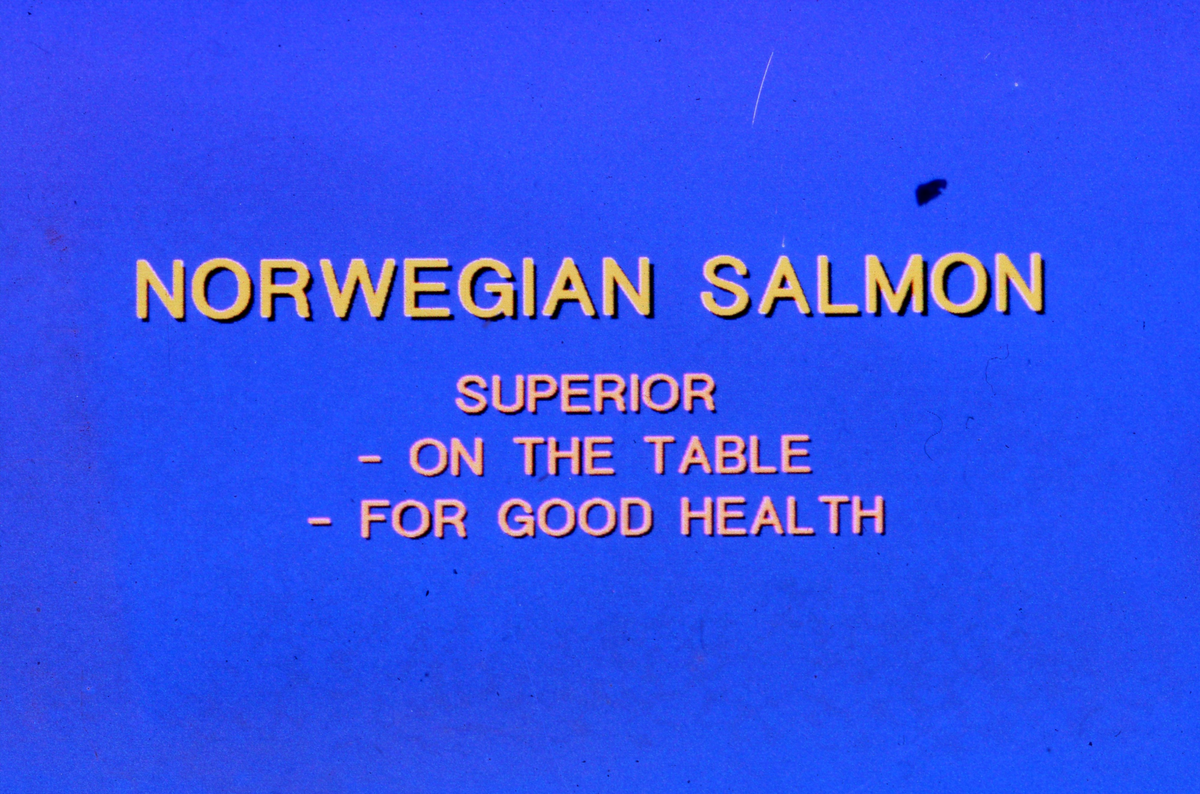 NORWEGIAN SALMON
SUPERIOR
- ON THE TABLE
- FOR GOOD HEALTH